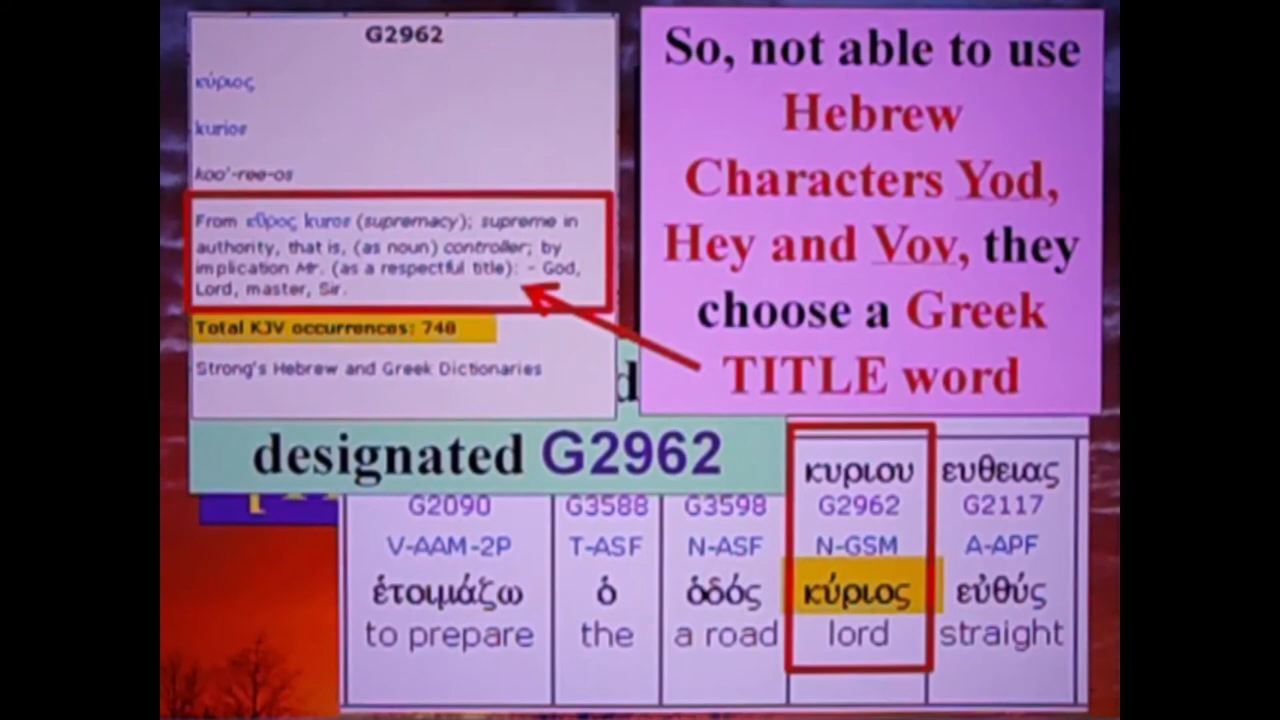 G2962
κύριος
kurios
koo'-ree-os
From κῦρος kuros (supremacy); supreme in
authority, that is, (as noun) controller; by
implication Mr. (as a respectful title): - God,
Lord, master, Sir.
Total KJV occurrences: 748
Strong's Hebrew and Greek Dictionaries
So, not able to use
Hebrew
Characters Yod,
Hey and Vov, they
choose a Greek
TITLE word
d
designated G2962
κυριου ευθειας
G2090 G3588 G3598 G2962 G2117
V-AAM-2P T-ASF N-ASF N-GSM A-APF
ἑτοιμάζω ὁ ὁδός κύριος εὐθύς
to prepare the a road lord straight